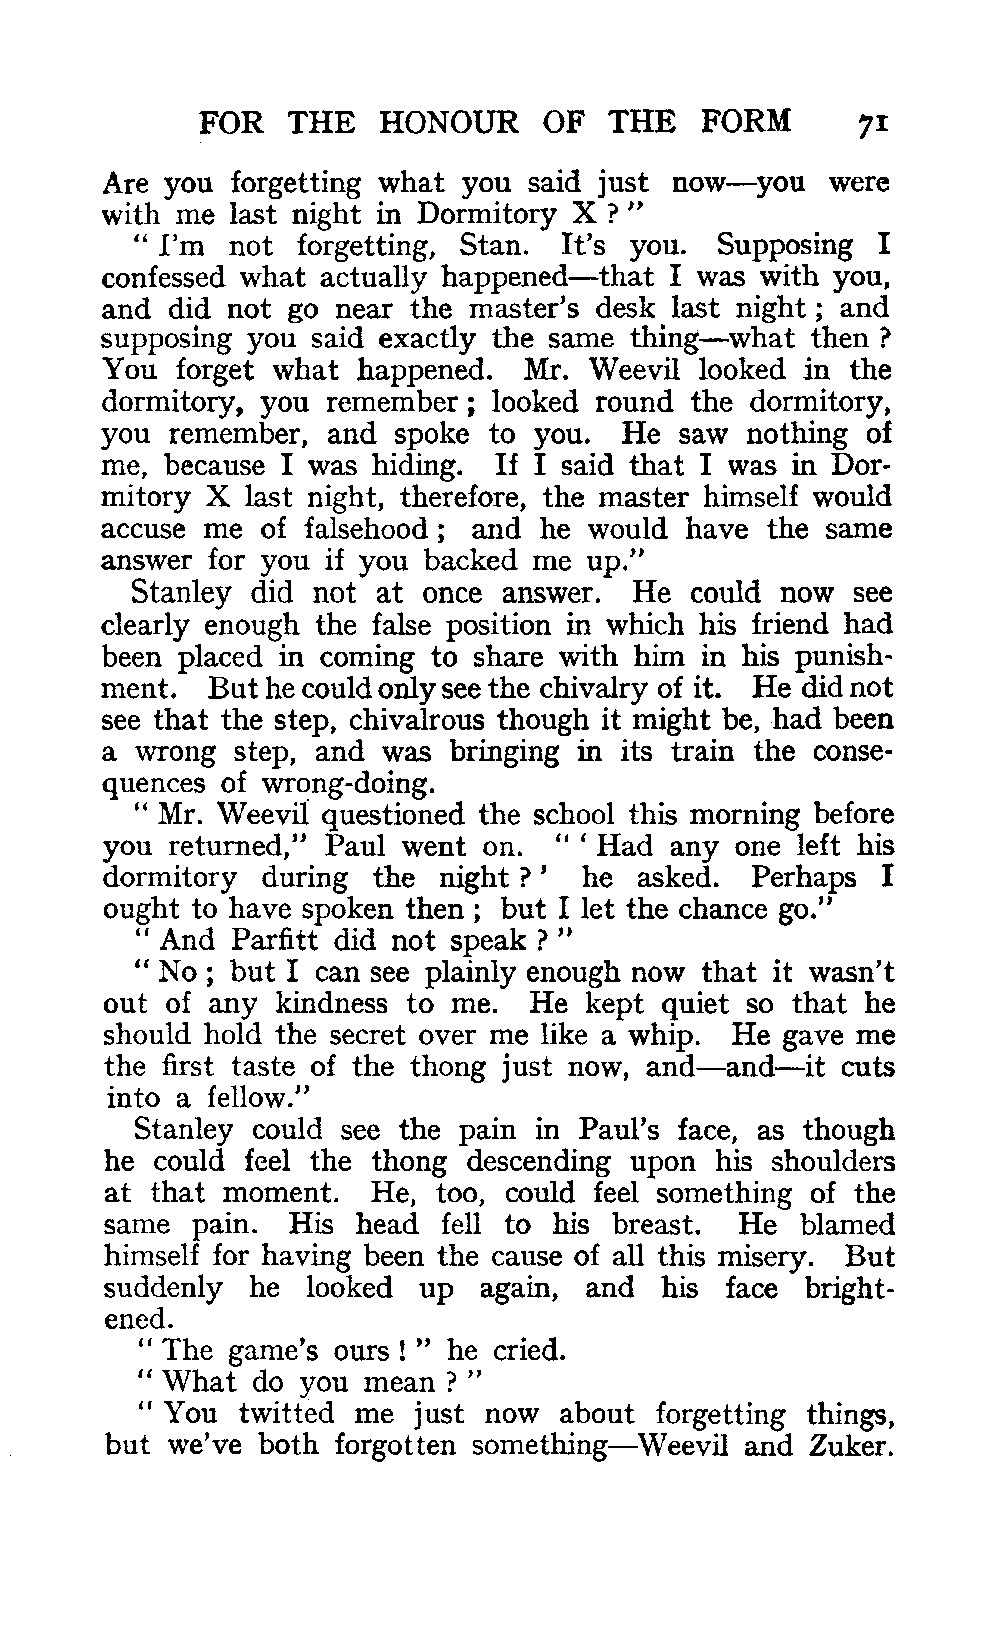 FOR THE HONOUR OF THE FORM 71
Are you forgetting what you said just now—you were
with me last night in Dormitory X ? "
" I'm not forgetting, Stan. It's you. Supposing I
confessed what actually happened—that I was with you,
and did not go near the master's desk last night ; and
supposing you said exactly the same thing—what then ?
You forget what happened. Mr. Weevil looked in the
dormitory, you remember ; looked round the dormitory,
you remember, and spoke to you. He saw nothing of
me, because I was hiding. If I said that I was in Dor-
mitory X last night, therefore, the master himself would
accuse me of falsehood ; and he would have the same
answer for you if you backed me up."
Stanley did not at once answer. He could now see
clearly enough the false position in which his friend had
been placed in coming to share with him in his punish-
ment. But he could only see the chivalry of it. He did not
see that the step, chivalrous though it might be, had been
a wrong step, and was bringing in its train the conse-
quences of wrong-doing.
" Mr. Weevil questioned the school this morning before
you returned," Paul went on. " ' Had any one left his
dormitory during the night ? ' he asked. Perhaps I
ought to have spoken then ; but I let the chance go."
" And Parfitt did not speak ? "
" No ; but I can see plainly enough now that it wasn't
out of any kindness to me. He kept quiet so that he
should hold the secret over me like a whip. He gave me
the first taste of the thong just now, and—and—it cuts
into a fellow."
Stanley could see the pain in Paul's face, as though
he could feel the thong descending upon his shoulders
at that moment. He, too, could feel something of the
same pain. His head fell to his breast. He blamed
himself for having been the cause of all this misery. But
suddenly he looked up again, and his face bright-
ened.
" The game's ours ! " he cried.
" What do you mean ? "
" You twitted me just now about forgetting things,
but we've both forgotten something—Weevil and Zuker.